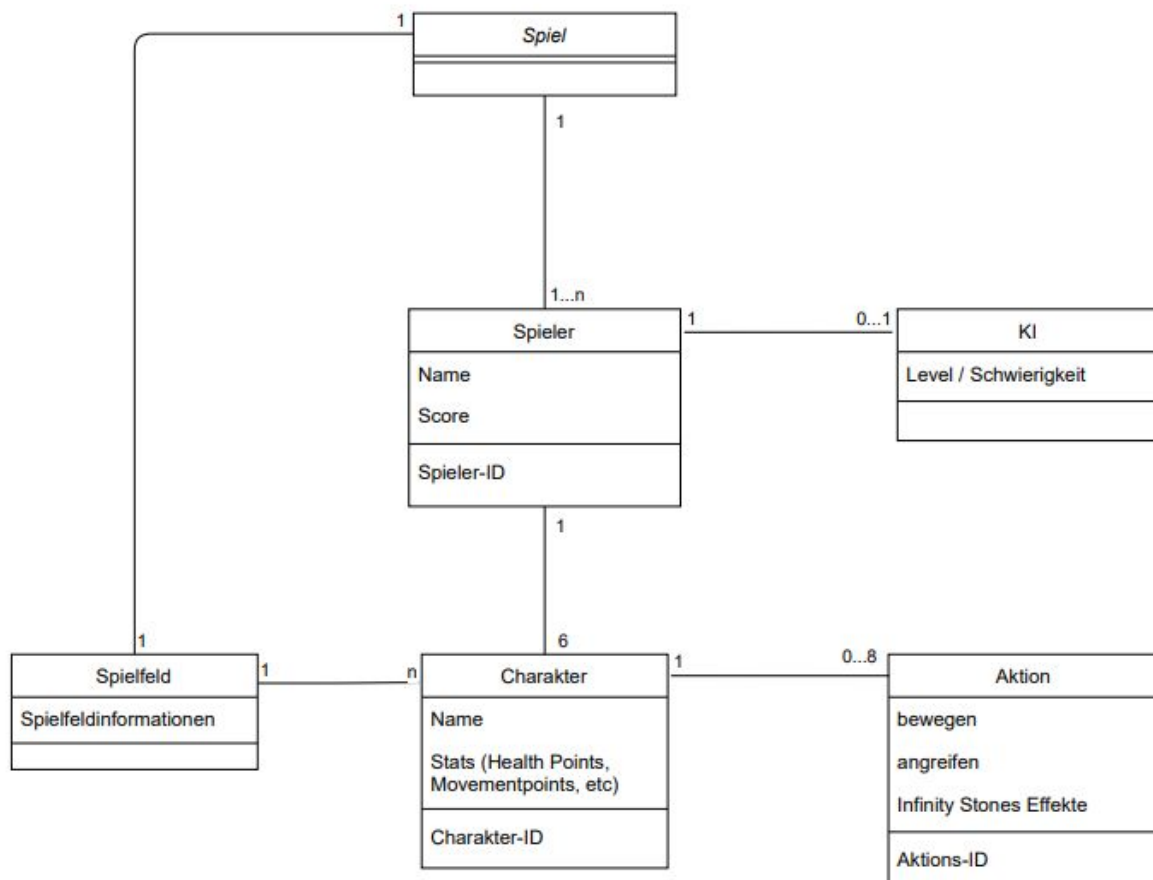 1
Spiel
1
1...n
Spieler
Name
Score
Spieler-ID
1
0...1
KI
Level / Schwierigkeit
1
6
1
Spielfeld
Spielfeldinformationen
1
n
Charakter
Name
Stats (Health Points,
Movementpoints, etc)
Charakter-ID
1
0...8
Aktion
bewegen
angreifen
Infinity Stones Effekte
Aktions-ID